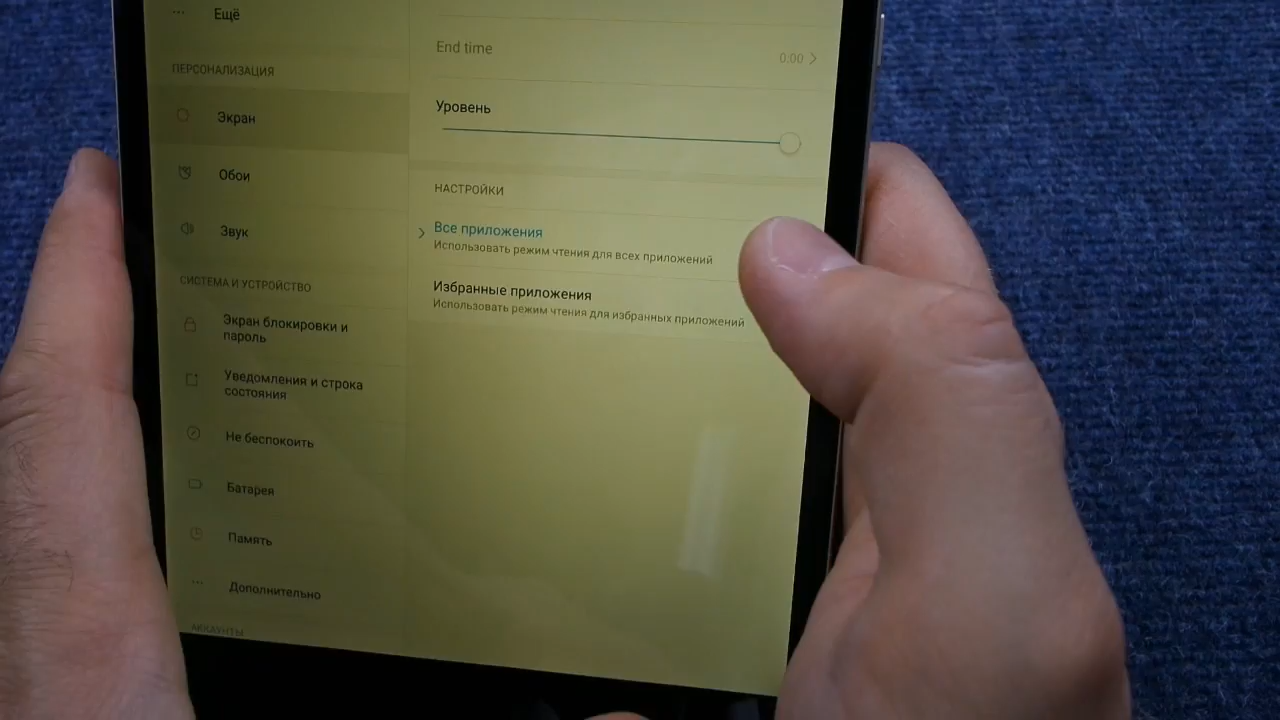 Ещё
ПЕРСОНАЛИЗАЦИЯ
Экран
Обои
Звук
СИСТЕМА И УСТРОЙСТВО
Экран блокировки и
пароль
Уведомления и строка
состояния
Не беспокоить
Батарея
Память
Дополнительно
АККАУНТЫ
End time
0:00
Уровень
НАСТРОЙКИ
Все приложения
Использовать режим чтения для всех приложений
Избранные приложения
Использовать режим чтения для избранных приложений